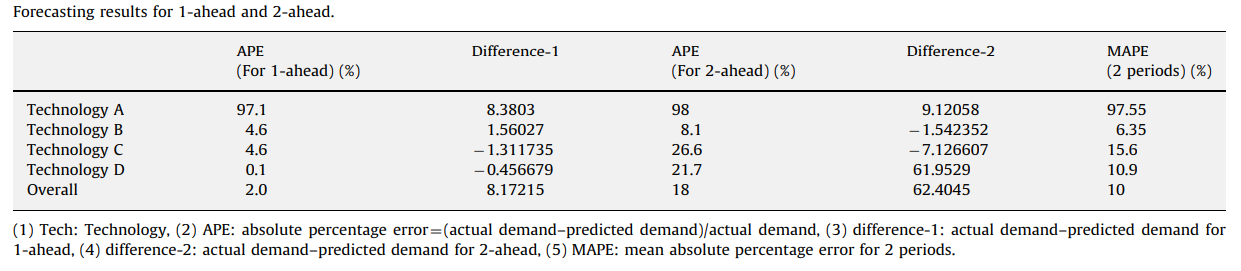 Forecasting results for 1-ahead and 2-ahead.
APE Difference-1 APE Difference-2 MAPE
(For 1-ahead) (%) (For 2-ahead) (%) (2 periods) (%)
Technology A 97.1 8.3803 98 9.12058 97.55
Technology B 4.6 1.56027 8.1 −1.542352 6.35
Technology C 4.6 −1.311735 26.6 −7.126607 15.6
Technology D 0.1 −0.456679 21.7 61.9529 10.9
Overall 2.0 8.17215 18 62.4045 10
(1) Tech: Technology, (2) APE: absolute percentage error=(actual demand–predicted demand)/actual demand, (3) difference-1: actual demand–predicted demand for
1-ahead, (4) difference-2: actual demand–predicted demand for 2-ahead, (5) MAPE: mean absolute percentage error for 2 periods.